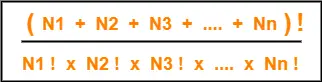 ( N1 + N2 + N3 + .... + Nn ) !
N1 ! x N2 ! x N3 ! x .... x Nn !